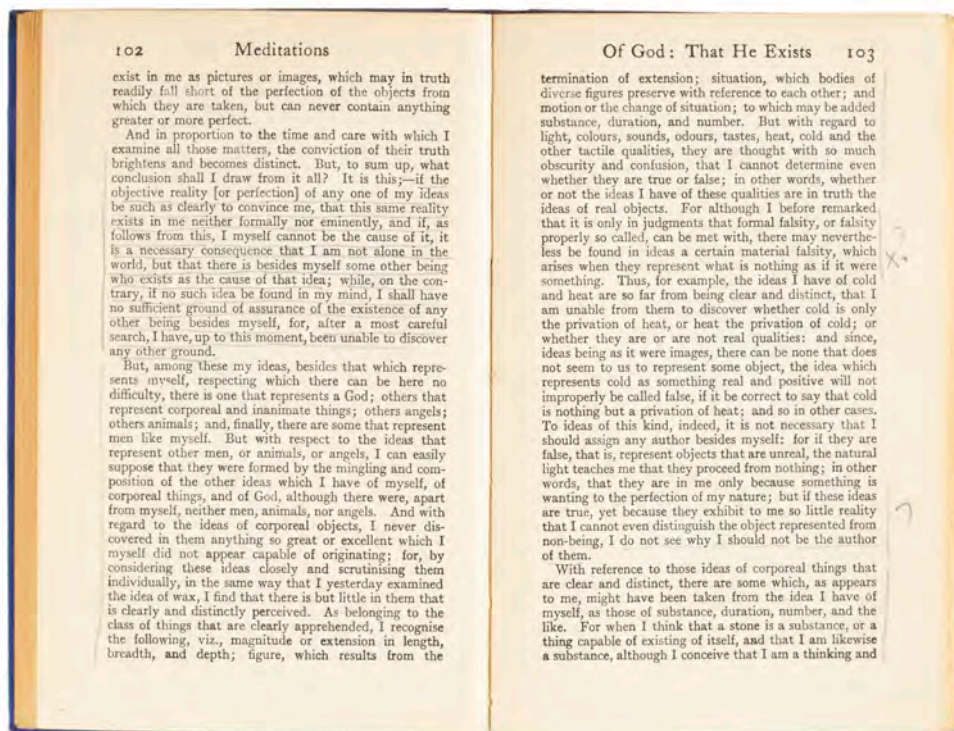 102 Meditations
exist in me as pictures or images, which may in truth
readily fall short of the perfection of the objects from
which they are taken, but can never contain anything
greater or more perfect.
And in proportion to the time and care with which I
examine all those matters, the conviction of their truth
brightens and becomes distinct. But, to sum up, what
conclusion shall I draw from it all? It is this;—if the
objective reality [or perfection] of any one of my ideas
be such as clearly to convince me, that this same reality
exists in me neither formally nor eminently, and if, as
follows from this, I myself cannot be the cause of it, it
is a necessary consequence that I am not alone in the
world, but that there is besides myself some other being
who exists as the cause of that idea; while, on the con-
trary, if no such idea be found in my mind, I shall have
no sufficient ground of assurance of the existence of any
other being besides myself, for, after a most careful
search, I have, up to this moment, been unable to discover
any other ground.
But, among these my ideas, besides that which repre-
sents myself, respecting which there can be here no
difficulty, there is one that represents a God; others that
represent corporeal and inanimate things; others angels;
others animals; and, finally, there are some that represent
men like myself. But with respect to the ideas that
represent other men, or animals, or angels, I can easily
suppose that they were formed by the mingling and com-
position of the other ideas which I have of myself, of
corporeal things, and of God, although there were, apart
from myself, neither men, animals, nor angels. And with
regard to the ideas of corporeal objects, I never dis-
covered in them anything so great or excellent which I
myself did not appear capable of originating; for, by
considering these ideas closely and scrutinising them
individually, in the same way that I yesterday examined
the idea of wax, I find that there is but little in them that
is clearly and distinctly perceived. As belonging to the
class of things that are clearly apprehended, I recognise
the following, viz., magnitude or extension in length,
breadth, and depth; figure, which results from the
Of God: That He Exists 103
termination of extension; situation, which bodies of
diverse figures preserve with reference to each other; and
motion or the change of situation; to which may be added
substance, duration, and number. But with regard to
light, colours, sounds, odours, tastes, heat, cold and the
other tactile qualities, they are thought with so much
obscurity and confusion, that I cannot determine even
whether they are true or false; in other words, whether
or not the ideas I have of these qualities are in truth the
ideas of real objects. For although I before remarked
that it is only in judgments that formal falsity, or falsity
properly so called, can be met with, there may neverthe-
less be found in ideas a certain material falsity, which
arises when they represent what is nothing as if it were
something. Thus, for example, the ideas I have of cold
and heat are so far from being clear and distinct, that I
am unable from them to discover whether cold is only
the privation of heat, or heat the privation of cold; or
whether they are or are not real qualities: and since,
ideas being as it were images, there can be none that does
not seem to us to represent some object, the idea which
represents cold as something real and positive will not
improperly be called false, if it be correct to say that cold
is nothing but a privation of heat; and so in other cases.
To ideas of this kind, indeed, it is not necessary that I
should assign any author besides myself: for if they are
false, that is, represent objects that are unreal, the natural
light teaches me that they proceed from nothing; in other
words, that they are in me only because something is
wanting to the perfection of my nature; but if these ideas
are true, yet because they exhibit to me so little reality
that I cannot even distinguish the object represented from
non-being, I do not see why I should not be the author
of them.
With reference to those ideas of corporeal things that
are clear and distinct, there are some which, as appears
to me, might have been taken from the idea I have of
myself, as those of substance, duration, number, and the
like. For when I think that a stone is a substance, or a
thing capable of existing of itself, and that I am likewise
a substance, although I conceive that I am a thinking and